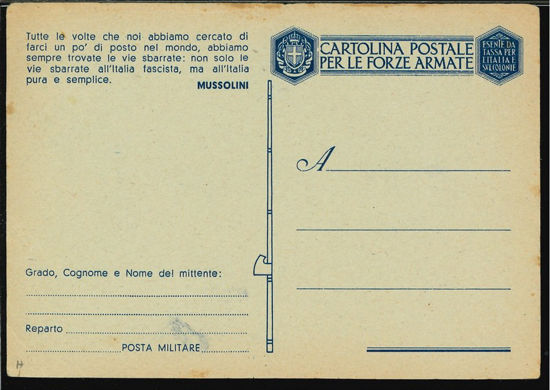 Tutte le volte che noi abbiamo cercato di
farci un po' di posto nel mondo, abbiamo
sempre trovate le vie sbarrate: non solo le
vie sbarrate all'Italia fascista, ma all'Italia
pura e semplice.
MUSSOLINI
Grado, Cognome e Nome del mittente:
Reparto
POSTA MILITARE
CARTOLINA POSTALE
PER LE FORZE ARMATE
ESENTE DA
TASSA PER
L'ITALIA E
SVE COLONIE
A